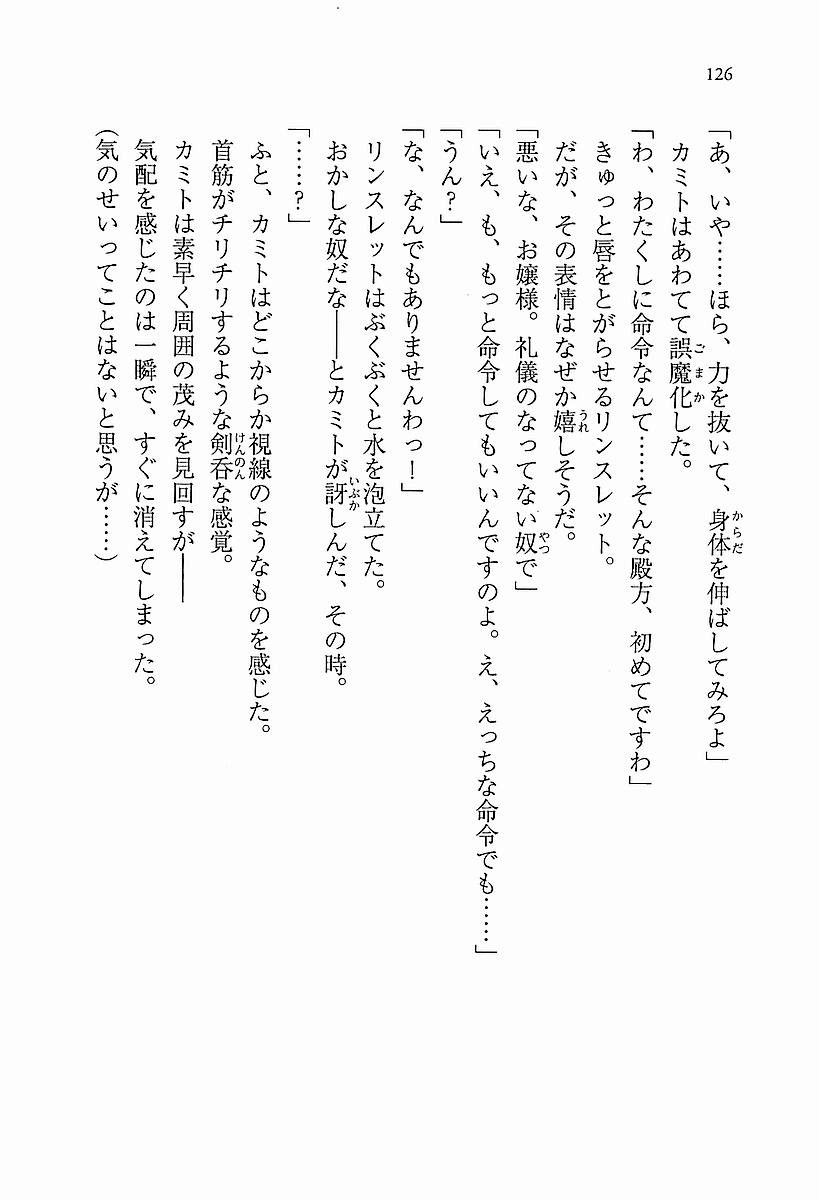 126
「あ、いや……ほら、力を抜いて、身体を伸ばしてみろよ」
カミトはあわてて誤魔化した。
「わ、わたくしに命令なんて……そんな殿方、初めてですわ」
きゅっと唇をとがらせるリンスレット。
だが、その表情はなぜか嬉しそうだ。
「悪いな、お嬢様。礼儀のなってない奴で」
「いえ、も、もっと命令してもいいんですのよ。え、えっちな命令でも……」
「うん?」
「な、なんでもありませんわっ!」
リンスレットはぶくぶくと水を泡立てた。
おかしな奴だな――とカミトが訝しんだ、その時。
「……?」
ふと、カミトはどこからか視線のようなものを感じた。
首筋がチリチリするような剣呑な感覚。
カミトは素早く周囲の茂みを見回すが――
気配を感じたのは一瞬で、すぐに消えてしまった。
(気のせいってことはないと思うが……)